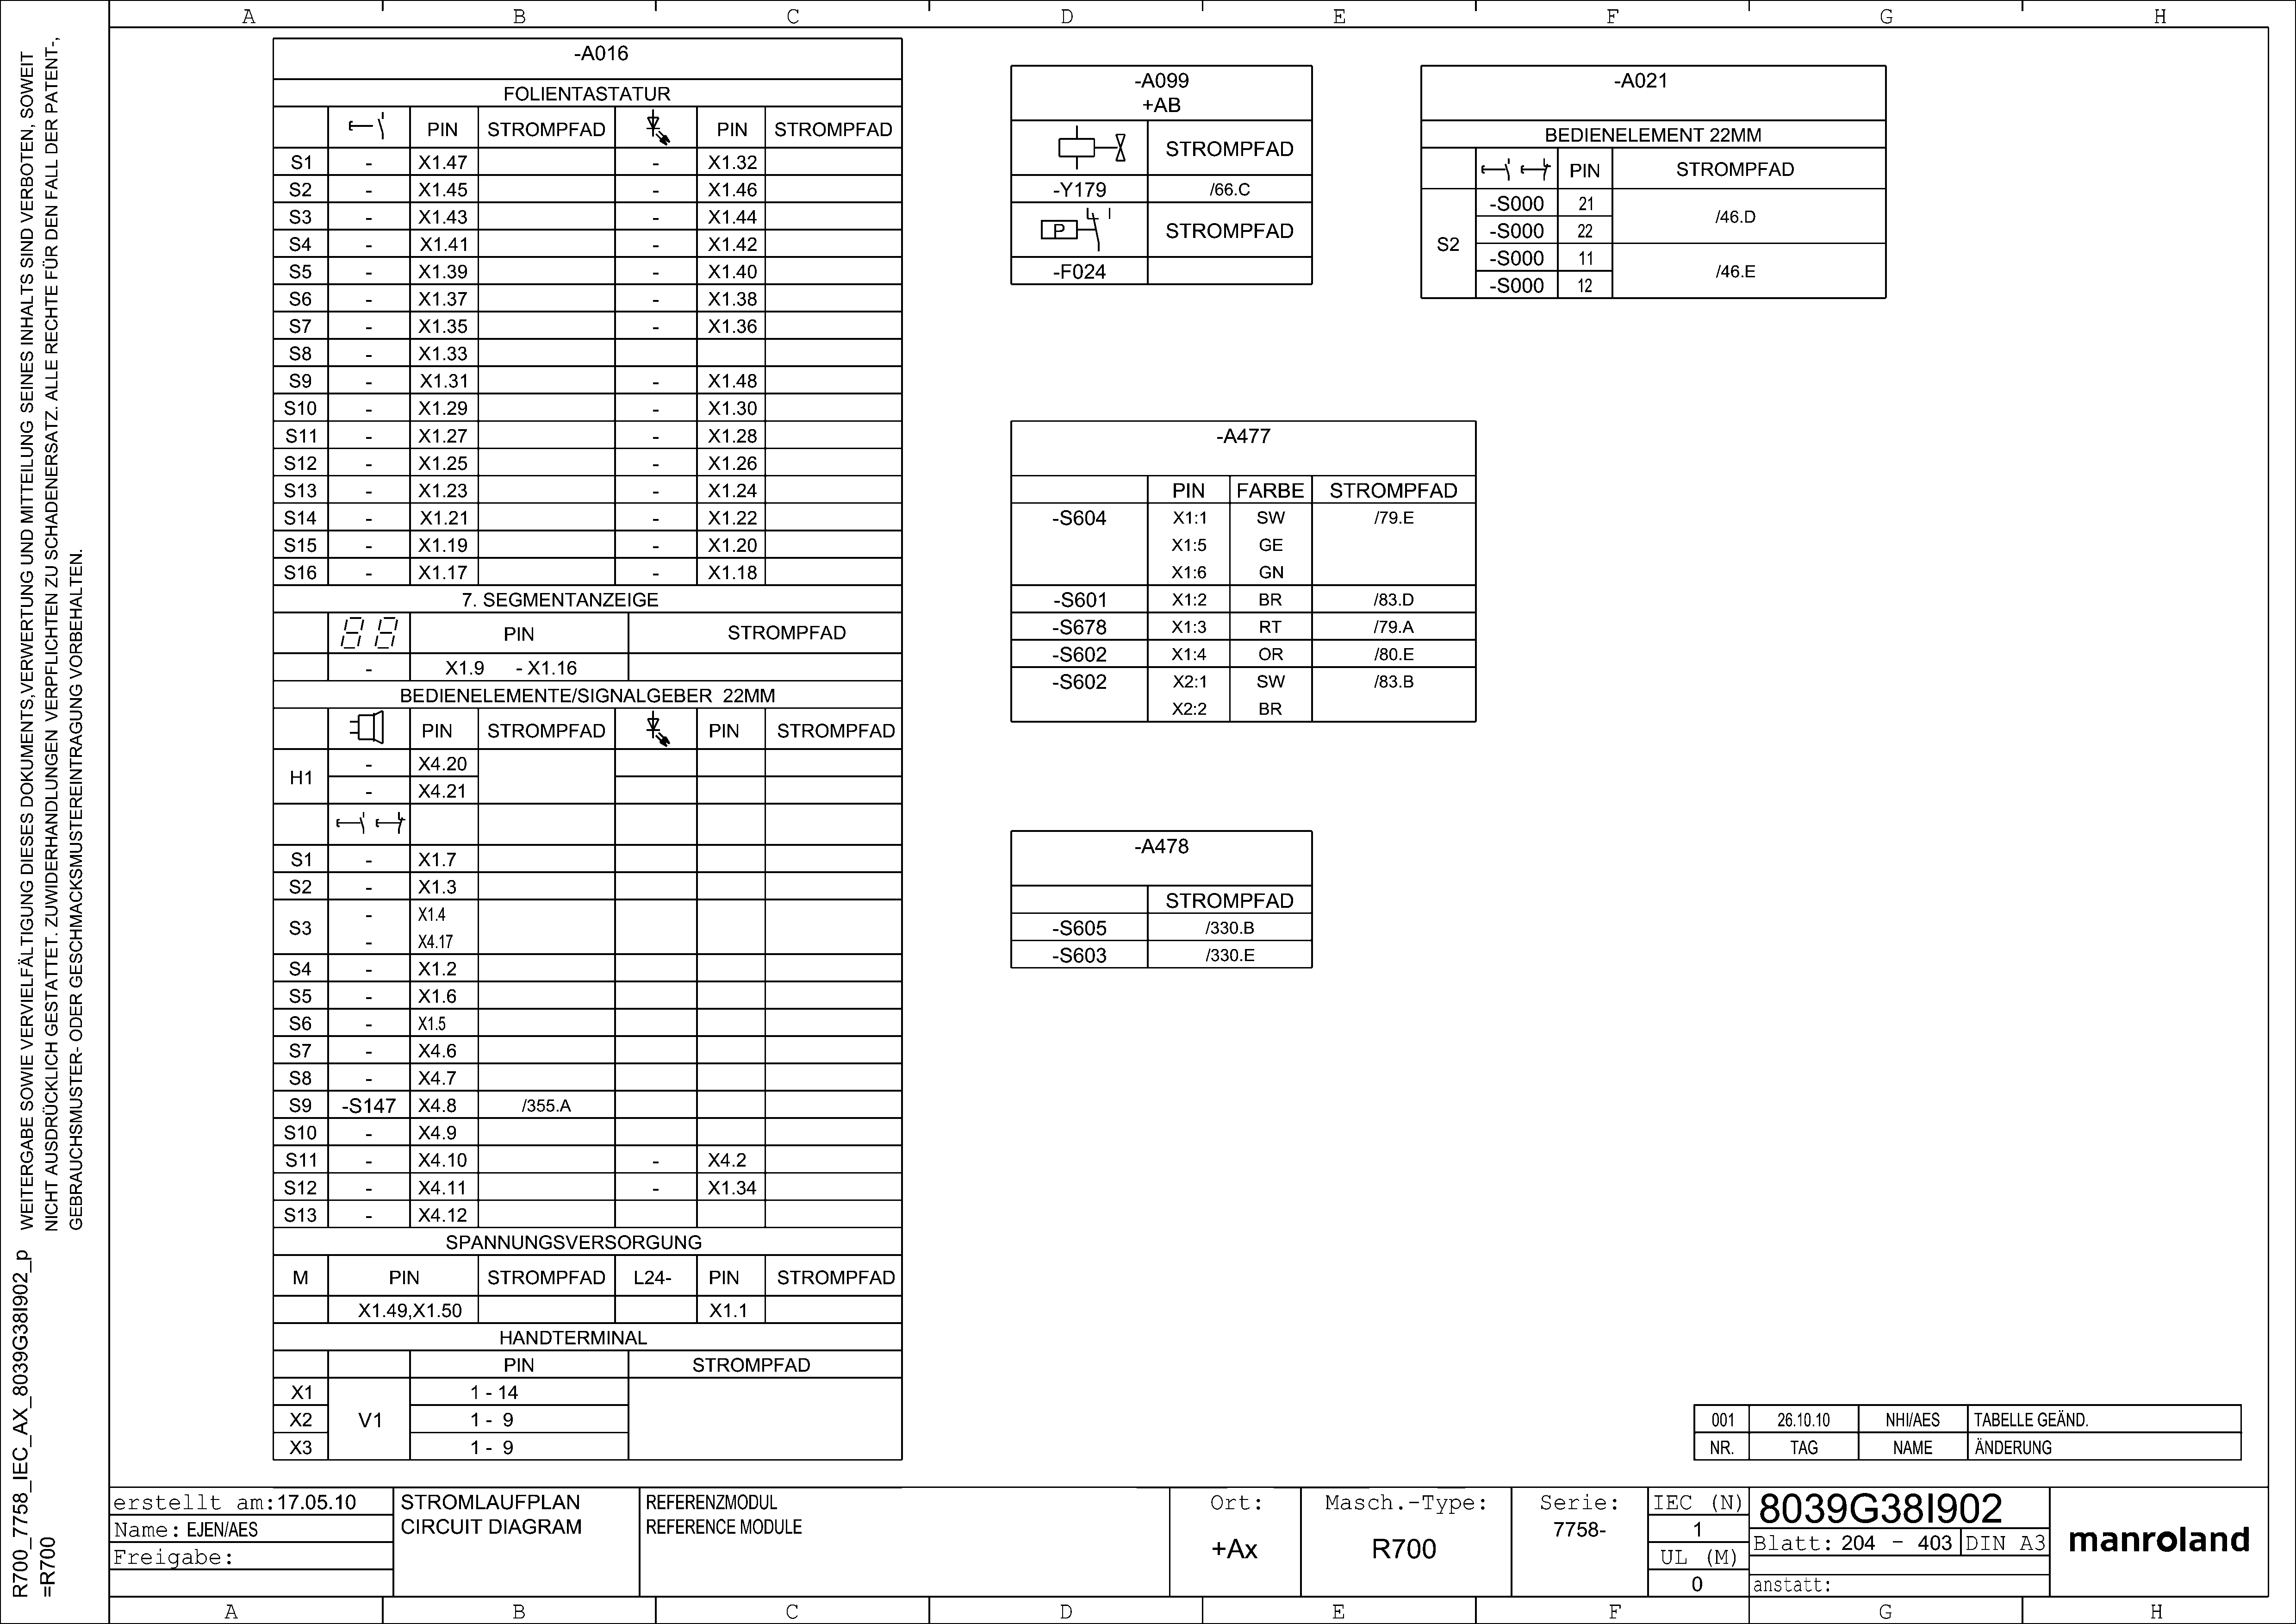 A B C D E F G H
WEITERGABE SOWIE VERVIELFÄLTIGUNG DIESES DOKUMENTS,VERWERTUNG UND MITTEILUNG SEINES INHALTS SIND VERBOTEN, SOWEIT
NICHT AUSDRÜCKLICH GESTATTET. ZUWIDERHANDLUNGEN VERPFLICHTEN ZU SCHADENERSATZ. ALLE RECHTE FÜR DEN FALL DER PATENT-,
GEBRAUCHSMUSTER- ODER GESCHMACKSMUSTEREINTRAGUNG VORBEHALTEN.
R700_7758_IEC_AX_8039G38I902_p
=R700
-A016
FOLIENTASTATUR
PIN STROMPFAD PIN STROMPFAD
S1 - X1.47 - X1.32
S2 - X1.45 - X1.46
S3 - X1.43 - X1.44
S4 - X1.41 - X1.42
S5 - X1.39 - X1.40
S6 - X1.37 - X1.38
S7 - X1.35 - X1.36
S8 - X1.33
S9 - X1.31 - X1.48
S10 - X1.29 - X1.30
S11 - X1.27 - X1.28
S12 - X1.25 - X1.26
S13 - X1.23 - X1.24
S14 - X1.21 - X1.22
S15 - X1.19 - X1.20
S16 - X1.17 - X1.18
7. SEGMENTANZEIGE
88 PIN STROMPFAD
- X1.9 - X1.16
BEDIENELEMENTE/SIGNALGEBER 22MM
PIN STROMPFAD PIN STROMPFAD
H1 - X4.20
- X4.21
S1 - X1.7
S2 - X1.3
S3 - X1.4
- X4.17
S4 - X1.2
S5 - X1.6
S6 - X1.5
S7 - X4.6
S8 - X4.7
S9 -S147 X4.8 /355.A
S10 - X4.9
S11 - X4.10 - X4.2
S12 - X4.11 - X1.34
S13 - X4.12
SPANNUNGSVERSORGUNG
M PIN STROMPFAD L24- PIN STROMPFAD
X1.49,X1.50 X1.1
HANDTERMINAL
PIN STROMPFAD
X1 1 - 14
X2 V1 1 - 9
X3 1 - 9
-A099
+AB
STROMPFAD
-Y179 /66.C
P STROMPFAD
-F024
-A021
BEDIENELEMENT 22MM
PIN STROMPFAD
S2 -S000 21 /46.D
-S000 22
-S000 11 /46.E
-S000 12
-A477
PIN FARBE STROMPFAD
-S604 X1:1 SW /79.E
X1:5 GE
X1:6 GN
-S601 X1:2 BR /83.D
-S678 X1:3 RT /79.A
-S602 X1:4 OR /80.E
-S602 X2:1 SW /83.B
X2:2 BR
-A478
STROMPFAD
-S605 /330.B
-S603 /330.E
001 26.10.10 NHI/AES TABELLE GEÄND.
NR. TAG NAME ÄNDERUNG
erstellt am:17.05.10
Name: EJEN/AES
Freigabe:
STROMLAUFPLAN
CIRCUIT DIAGRAM
REFERENZMODUL
REFERENCE MODULE
Ort:
+Ax
Masch.-Type:
R700
Serie:
7758-
IEC (N)
1
UL (M)
0
8039G38I902
Blatt: 204 - 403 DIN A3
anstatt:
manroland
A B C D E F G H